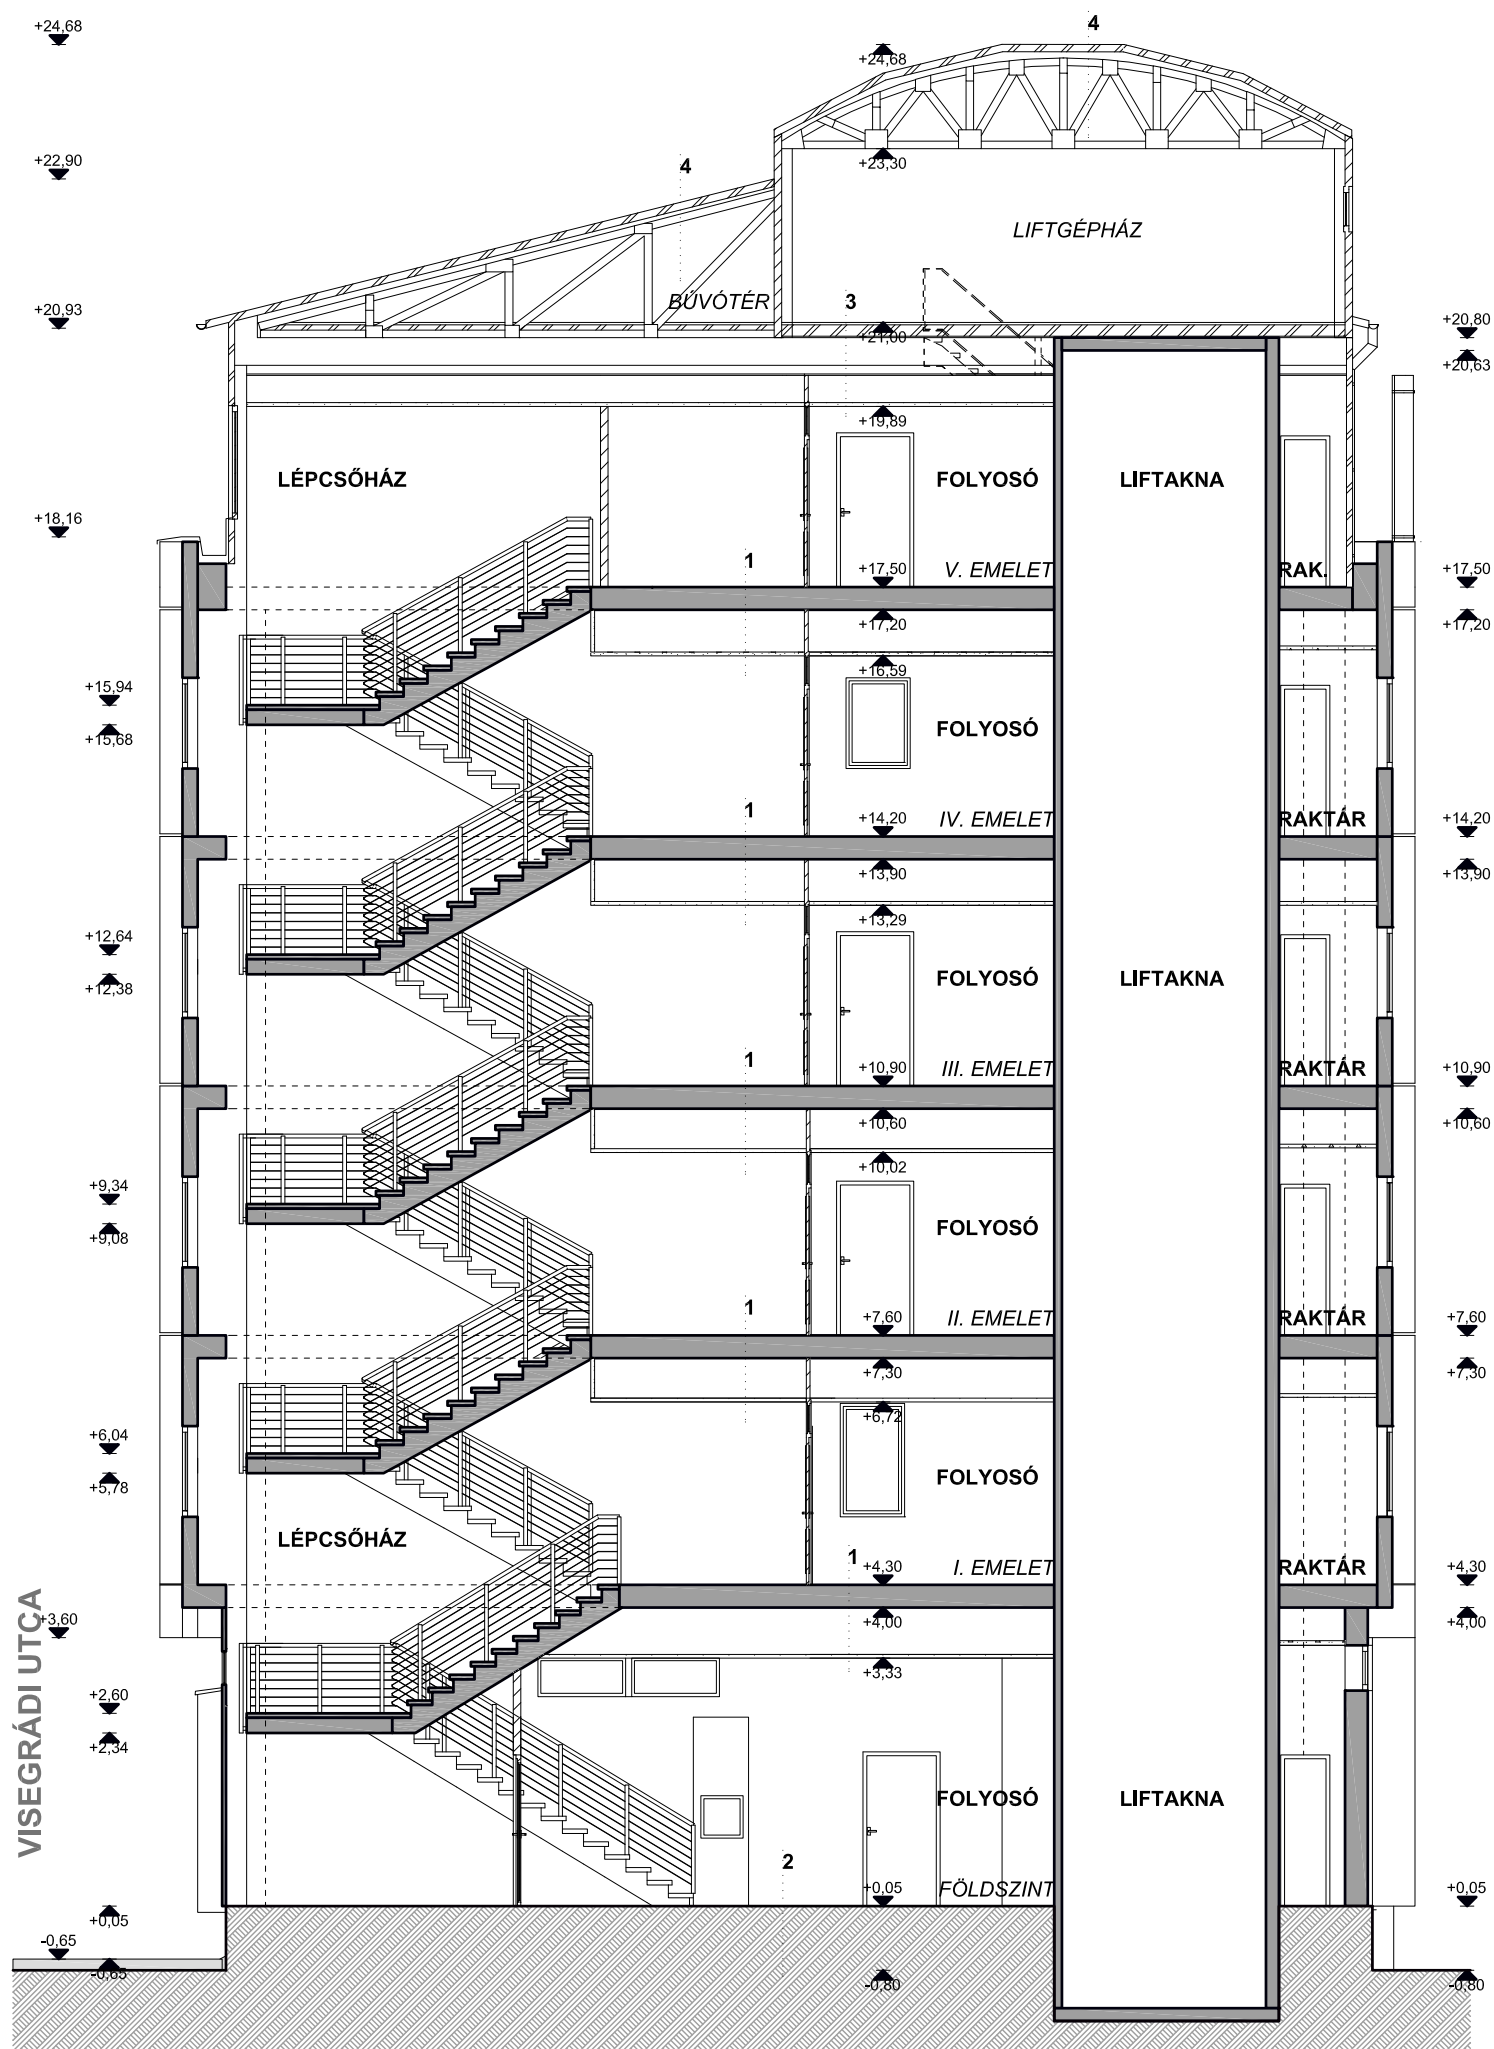 +24,68
4
+24,68
+22,90
4
+23,30
LIFTGÉPHÁZ
BÚVÓTÉR
3
+20,93
+21,00
+20,80
+20,63
+19,89
LÉPCSŐHÁZ
FOLYOSÓ
LIFTAKNA
+18,16
1
+17,50
V. EMELET
RAK.
+17,50
+17,20
+17,20
+16,59
+15,94
FOLYOSÓ
+15,68
1
+14,20
IV. EMELET
RAKTÁR
+14,20
+13,90
+13,90
+13,29
+12,64
FOLYOSÓ
LIFTAKNA
+12,38
1
+10,90
III. EMELET
RAKTÁR
+10,90
+10,60
+10,60
+10,02
+9,34
FOLYOSÓ
+9,08
1
+7,60
II. EMELET
RAKTÁR
+7,60
+7,30
+7,30
+6,72
+6,04
FOLYOSÓ
+5,78
LÉPCSŐHÁZ
1
+4,30
I. EMELET
RAKTÁR
+4,30
+3,60
+4,00
+4,00
+3,33
+2,60
+2,34
VISEGRÁDI UTCA
FOLYOSÓ
LIFTAKNA
2
+0,05
FÖLDSZINT
+0,05
+0,05
-0,65
-0,65
-0,80
-0,80